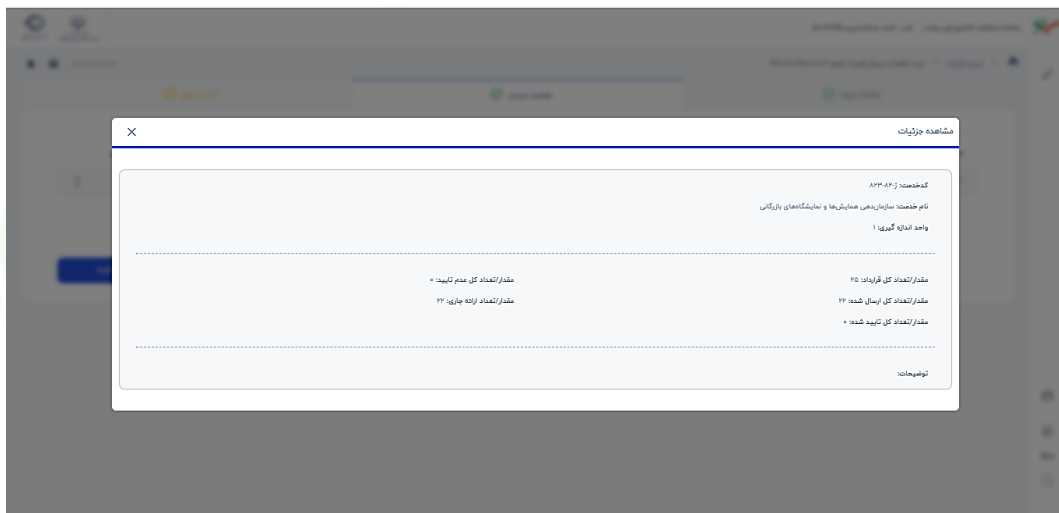 مشاهده جزئیات
کدخدمت: ژ-۸۲-۸۲۳
نام خدمت: سازمان‌دهی همایش‌ها و نمایشگاه‌های بازرگانی
واحد اندازه گیری: ۱
مقدار/تعداد کل قرارداد: ۲۵
مقدار/تعداد کل عدم تایید: ۰
مقدار/تعداد کل ارسال شده: ۲۲
مقدار/تعداد ارائه جاری: ۲۲
مقدار/تعداد کل تایید شده: ۰
توضیحات: